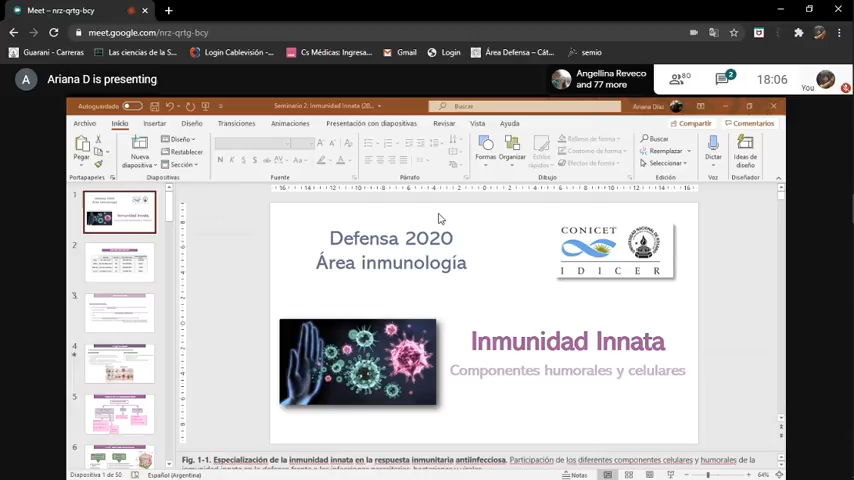 Meet – nrz-qrtg-bcy
meet.google.com/nrz-qrtg-bcy
Guarani - Carreras
Las ciencias de la S...
Login Cablevisión...
Cs Médicas: Ingresa...
Gmail
Login
Área Defensa – Cát...
semio
A
Ariana D is presenting
Angellina Reveco
and 77 more
80
2
18:06
You
Autoguardado
Seminario 2. Inmunidad Innata (2B...
Buscar
Ariana Díaz
Archivo
Inicio
Insertar
Diseño
Transiciones
Animaciones
Presentación con diapositivas
Revisar
Vista
Ayuda
Compartir
Comentarios
Pegar
Nueva
diapositiva
Diseño
Restablecer
Sección
N K S
Formas
Organizar
Estilos
rápidos
Relleno de forma
Contorno de forma
Efectos de forma
Buscar
Reemplazar
Seleccionar
Dictar
Ideas de
diseño
Portapapeles
Diapositivas
Fuente
Párrafo
Dibujo
Edición
Voz
Diseñador
1
2
3
4
5
6
Defensa 2020
Área inmunología
CONICET
I D I C E R
Inmunidad Innata
Componentes humorales y celulares
Fig. 1-1. Especialización de la inmunidad innata en la respuesta inmunitaria antiinfecciosa. Participación de los diferentes componentes celulares y humorales de la
Diapositiva 1 de 50
Español (Argentina)
Notas
64%